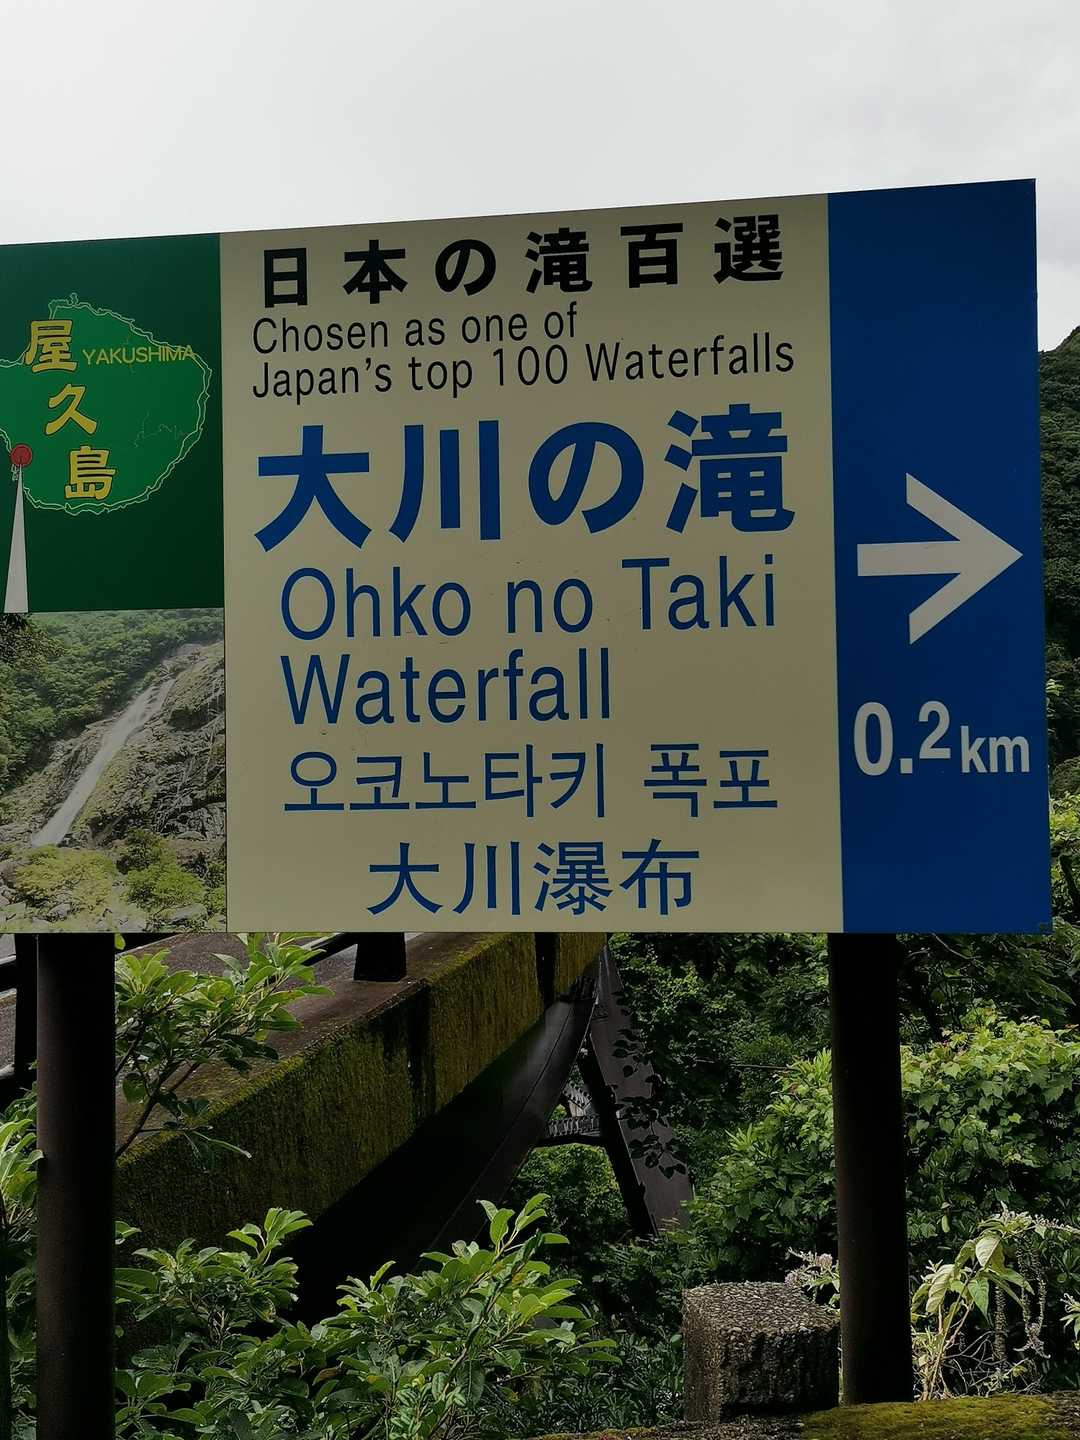 屋久島
YAKUSHIMA
日本の滝百選
Chosen as one of
Japan's top 100 Waterfalls
大川の滝
Ohko no Taki
Waterfall
오코노타키 폭포
大川瀑布
0.2km